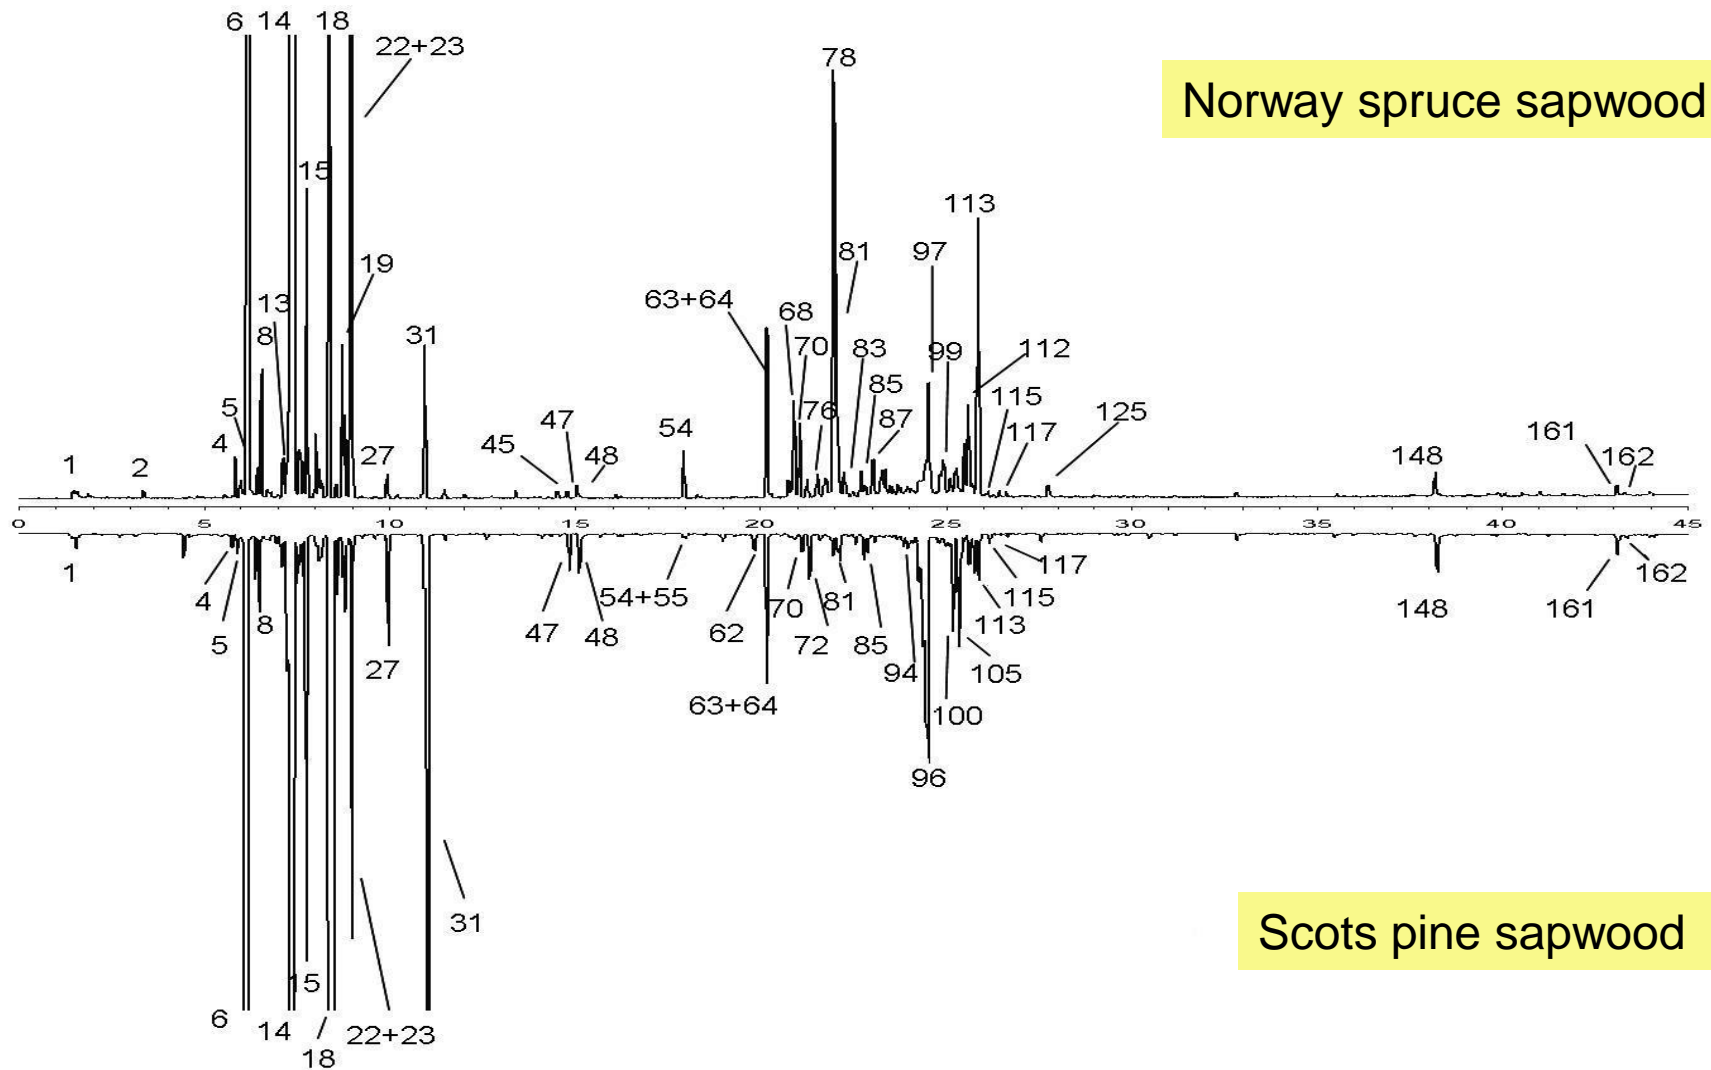 6 14 18
22+23
78
Norway spruce sapwood
15
113
81 97
19
13 63+64 68
8 31 70 83 99 112
85 115
5 76 87 125
4 47 54 117
1 2 27 45 48 148 161 162
0 5 10 15 20 25 30 35 40 45
1 117
4 54+55 70 81 115 162
5 8 47 48 62 72 85 113 148 161
27 94 105
63+64 100
96
31
Scots pine sapwood
15
6 14 22+23
18